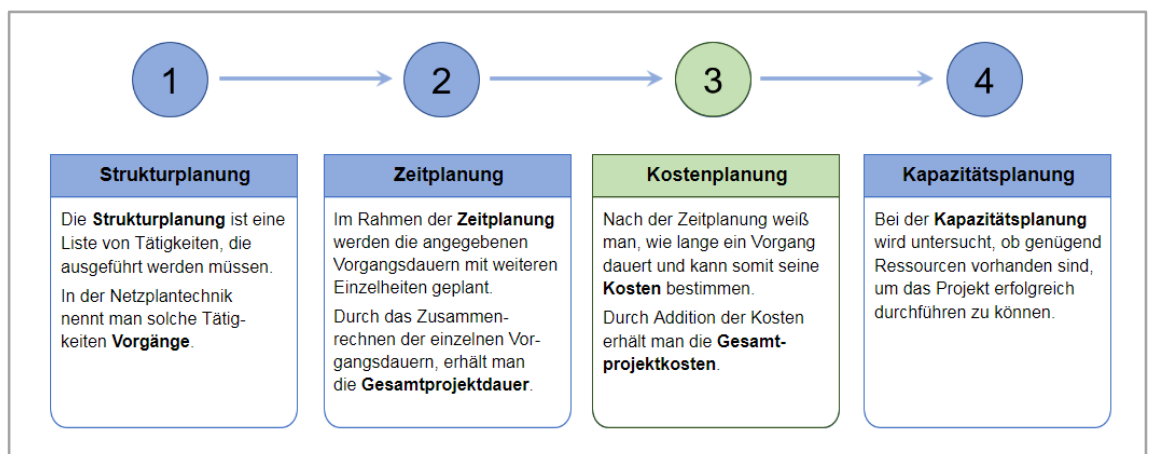 1
2
3
4
Strukturplanung
Die Strukturplanung ist eine
Liste von Tätigkeiten, die
ausgeführt werden müssen.
In der Netzplantechnik
nennt man solche Tätig-
keiten Vorgänge.
Zeitplanung
Im Rahmen der Zeitplanung
werden die angegebenen
Vorgangsdauern mit weiteren
Einzelheiten geplant.
Durch das Zusammen-
rechnen der einzelnen Vor-
gangsdauern, erhält man
die Gesamtprojektdauer.
Kostenplanung
Nach der Zeitplanung weiß
man, wie lange ein Vorgang
dauert und kann somit seine
Kosten bestimmen.
Durch Addition der Kosten
erhält man die Gesamt-
projektkosten.
Kapazitätsplanung
Bei der Kapazitätsplanung
wird untersucht, ob genügend
Ressourcen vorhanden sind,
um das Projekt erfolgreich
durchführen zu können.